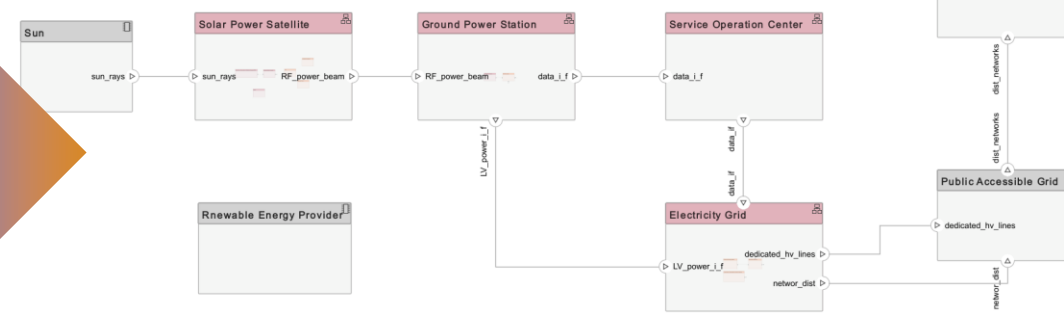 Sun
sun_rays
Solar Power Satellite
sun_rays
RF_power_beam
Ground Power Station
RF_power_beam
data_i_f
LV_power_i_f
Service Operation Center
data_i_f
data_if
data_if
Rnewable Energy Provider
Electricity Grid
LV_power_i_f
dedicated_hv_lines
networ_dist
dist_networks
dist_networks
Public Accessible Grid
dedicated_hv_lines
networ_dist